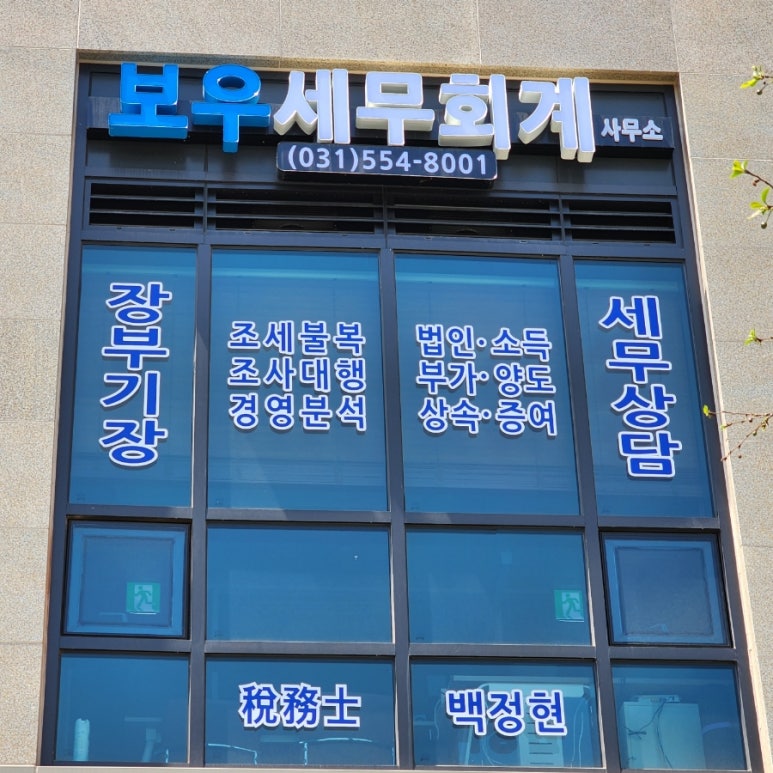 보우세무회계 사무소
(031)554-8001
장부기장
조세불복
조사대행
경영분석
법인·소득
부가·양도
상속·증여
세무상담
稅務士 백정현